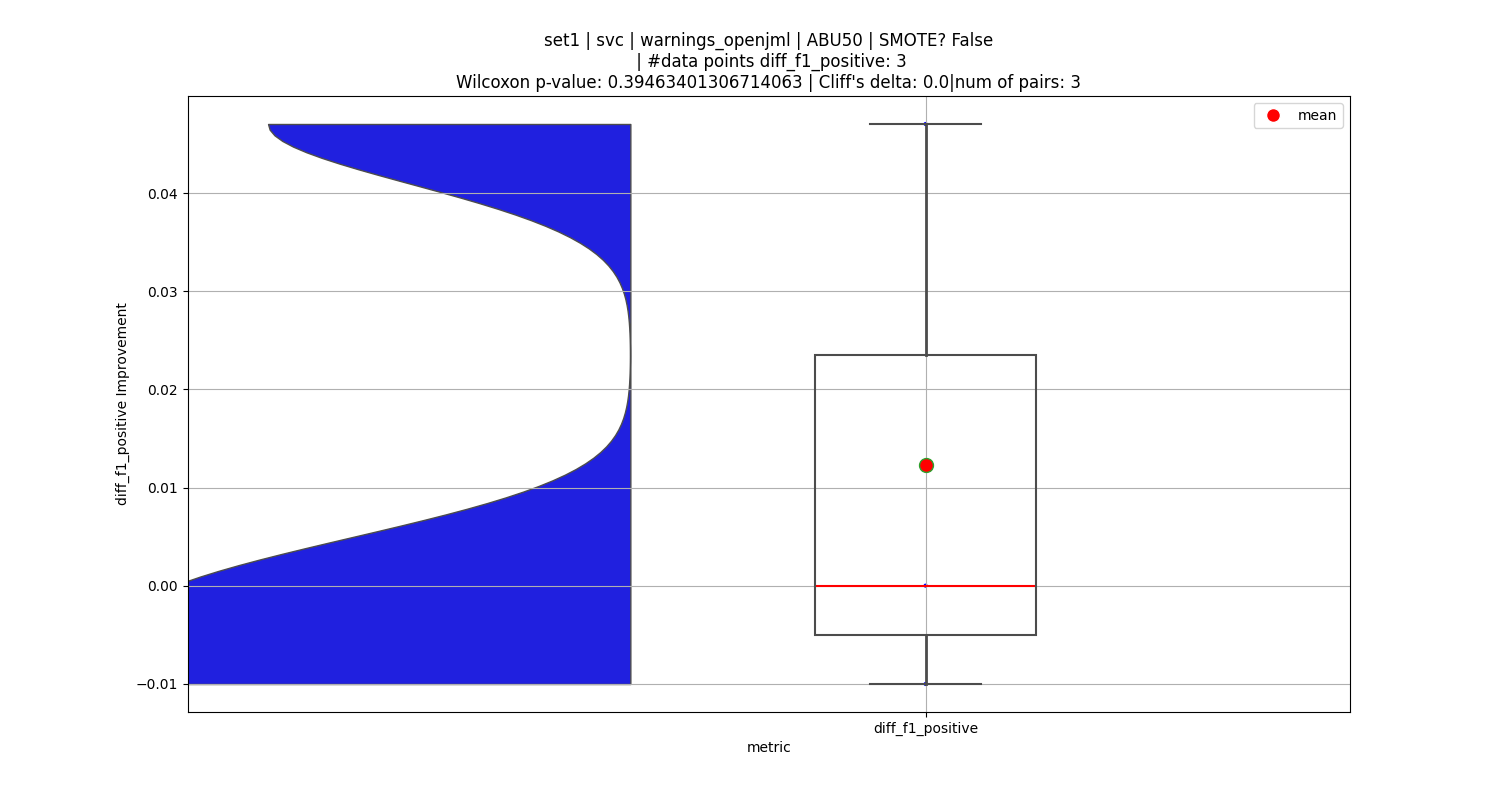 set1 | svc | warnings_openjml | ABU50 | SMOTE? False
| #data points diff_f1_positive: 3
Wilcoxon p-value: 0.39463401306714063 | Cliff's delta: 0.0|num of pairs: 3
mean
0.04
0.03
0.02
0.01
0.00
−0.01
diff_f1_positive Improvement
diff_f1_positive
metric